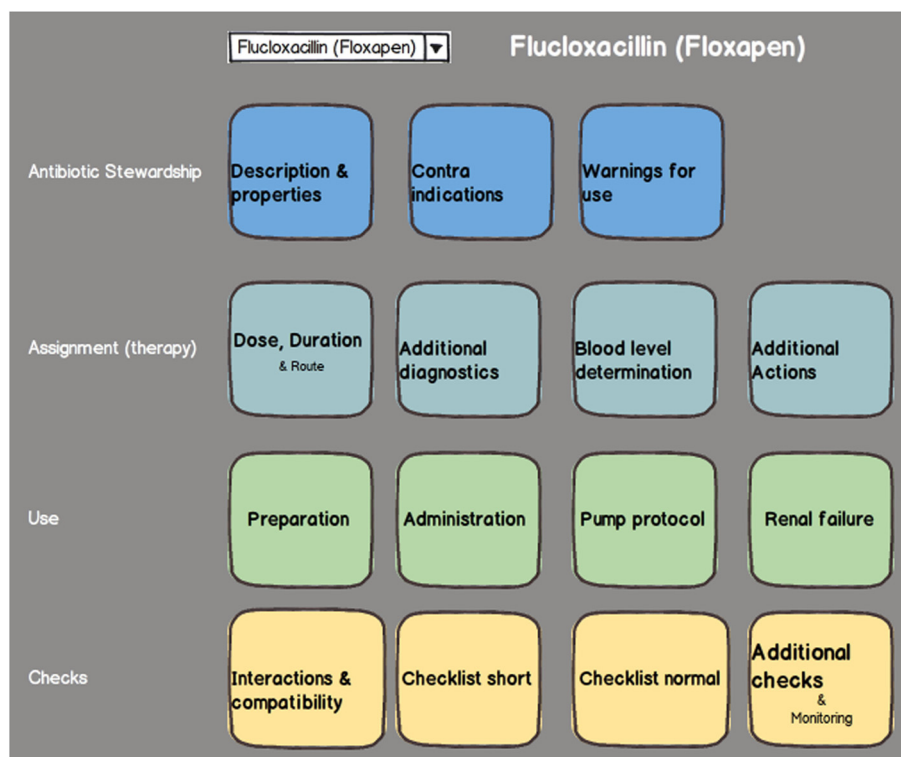 Flucloxacillin (Floxapen)
Flucloxacillin (Floxapen)
Antibiotic Stewardship
Description &
properties
Contra
indications
Warnings for
use
Assignment (therapy)
Dose, Duration
& Route
Additional
diagnostics
Blood level
determination
Additional
Actions
Use
Preparation
Administration
Pump protocol
Renal failure
Checks
Interactions &
compatibility
Checklist short
Checklist normal
Additional
checks
&
Monitoring